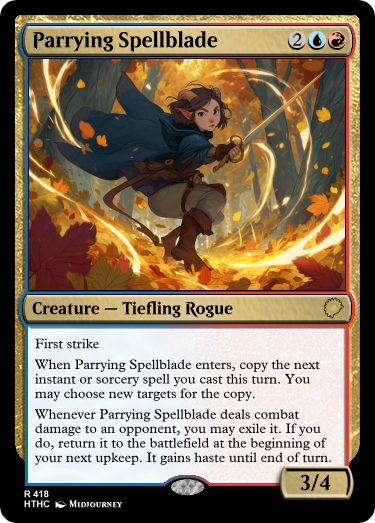 Parrying Spellblade 2
Creature — Tiefling Rogue
First strike
When Parrying Spellblade enters, copy the next
instant or sorcery spell you cast this turn. You
may choose new targets for the copy.
Whenever Parrying Spellblade deals combat
damage to an opponent, you may exile it. If you
do, return it to the battlefield at the beginning of
your next upkeep. It gains haste until end of turn.
3/4
R 418
HTHC Midjourney